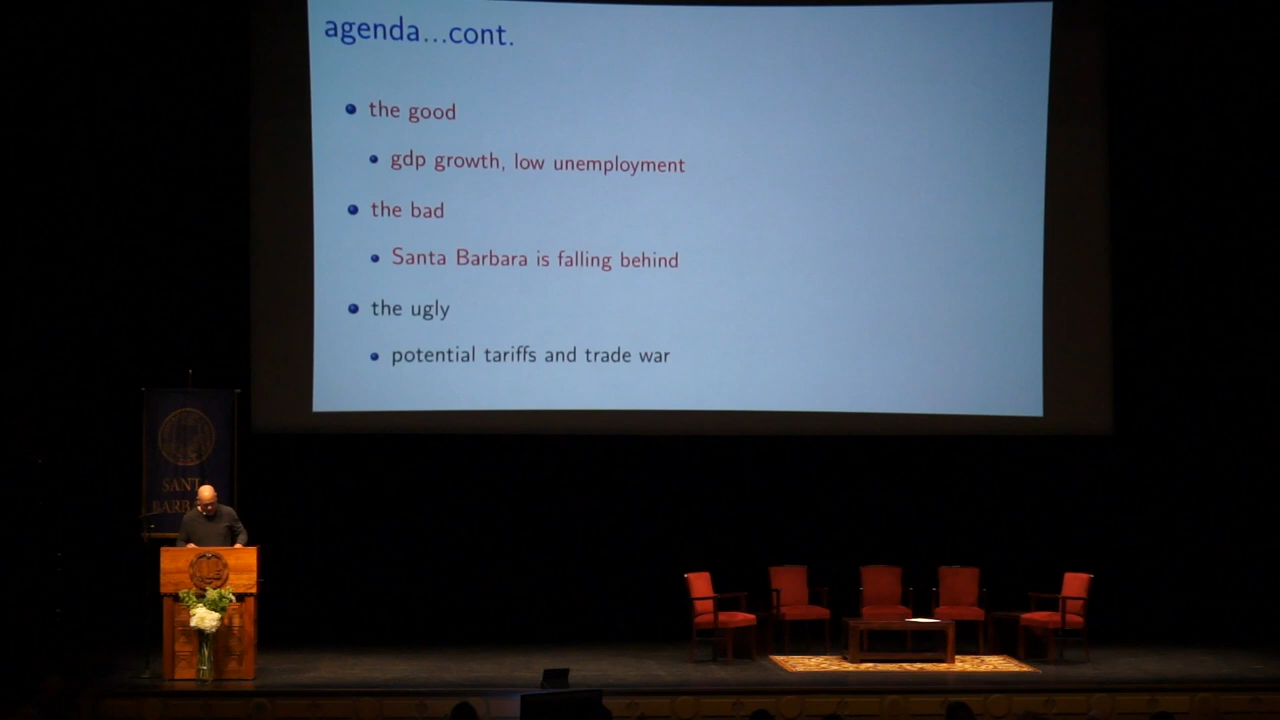 agenda...cont.
the good
gdp growth, low unemployment
the bad
Santa Barbara is falling behind
the ugly
potential tariffs and trade war